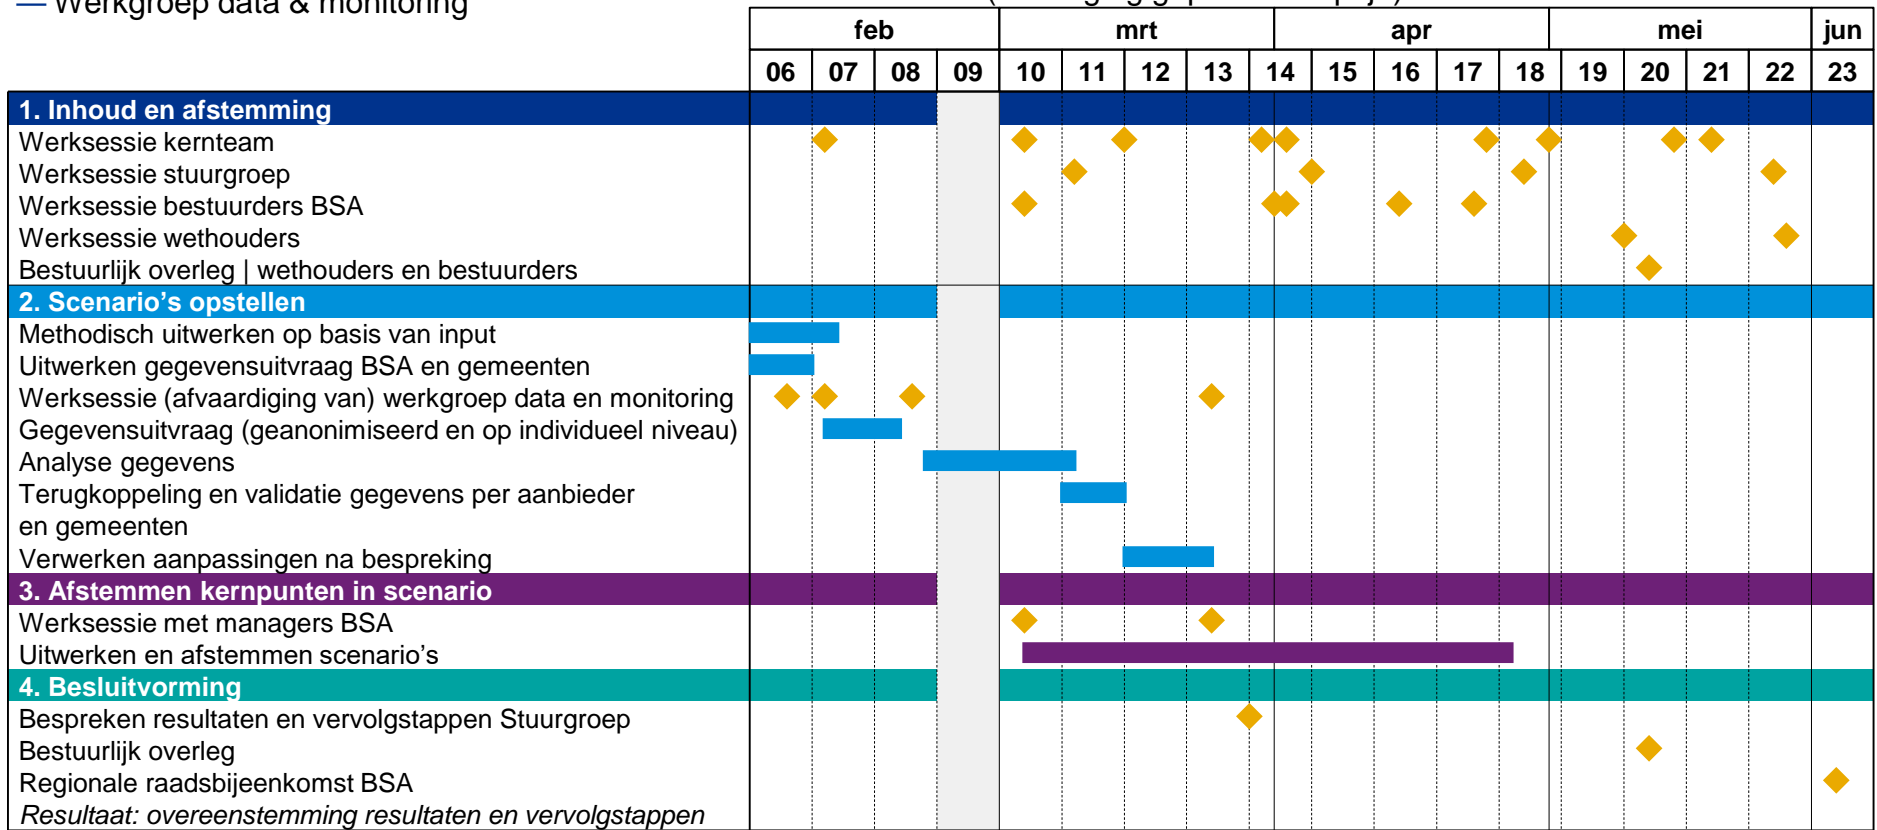 — Werkgroep data & monitoring
feb mrt apr mei jun
06 07 08 09 10 11 12 13 14 15 16 17 18 19 20 21 22 23
1. Inhoud en afstemming
Werksessie kernteam
Werksessie stuurgroep
Werksessie bestuurders BSA
Werksessie wethouders
Bestuurlijk overleg | wethouders en bestuurders
2. Scenario’s opstellen
Methodisch uitwerken op basis van input
Uitwerken gegevensuitvraag BSA en gemeenten
Werksessie (afvaardiging van) werkgroep data en monitoring
Gegevensuitvraag (geanonimiseerd en op individueel niveau)
Analyse gegevens
Terugkoppeling en validatie gegevens per aanbieder
en gemeenten
Verwerken aanpassingen na bespreking
3. Afstemmen kernpunten in scenario
Werksessie met managers BSA
Uitwerken en afstemmen scenario’s
4. Besluitvorming
Bespreken resultaten en vervolgstappen Stuurgroep
Bestuurlijk overleg
Regionale raadsbijeenkomst BSA
Resultaat: overeenstemming resultaten en vervolgstappen